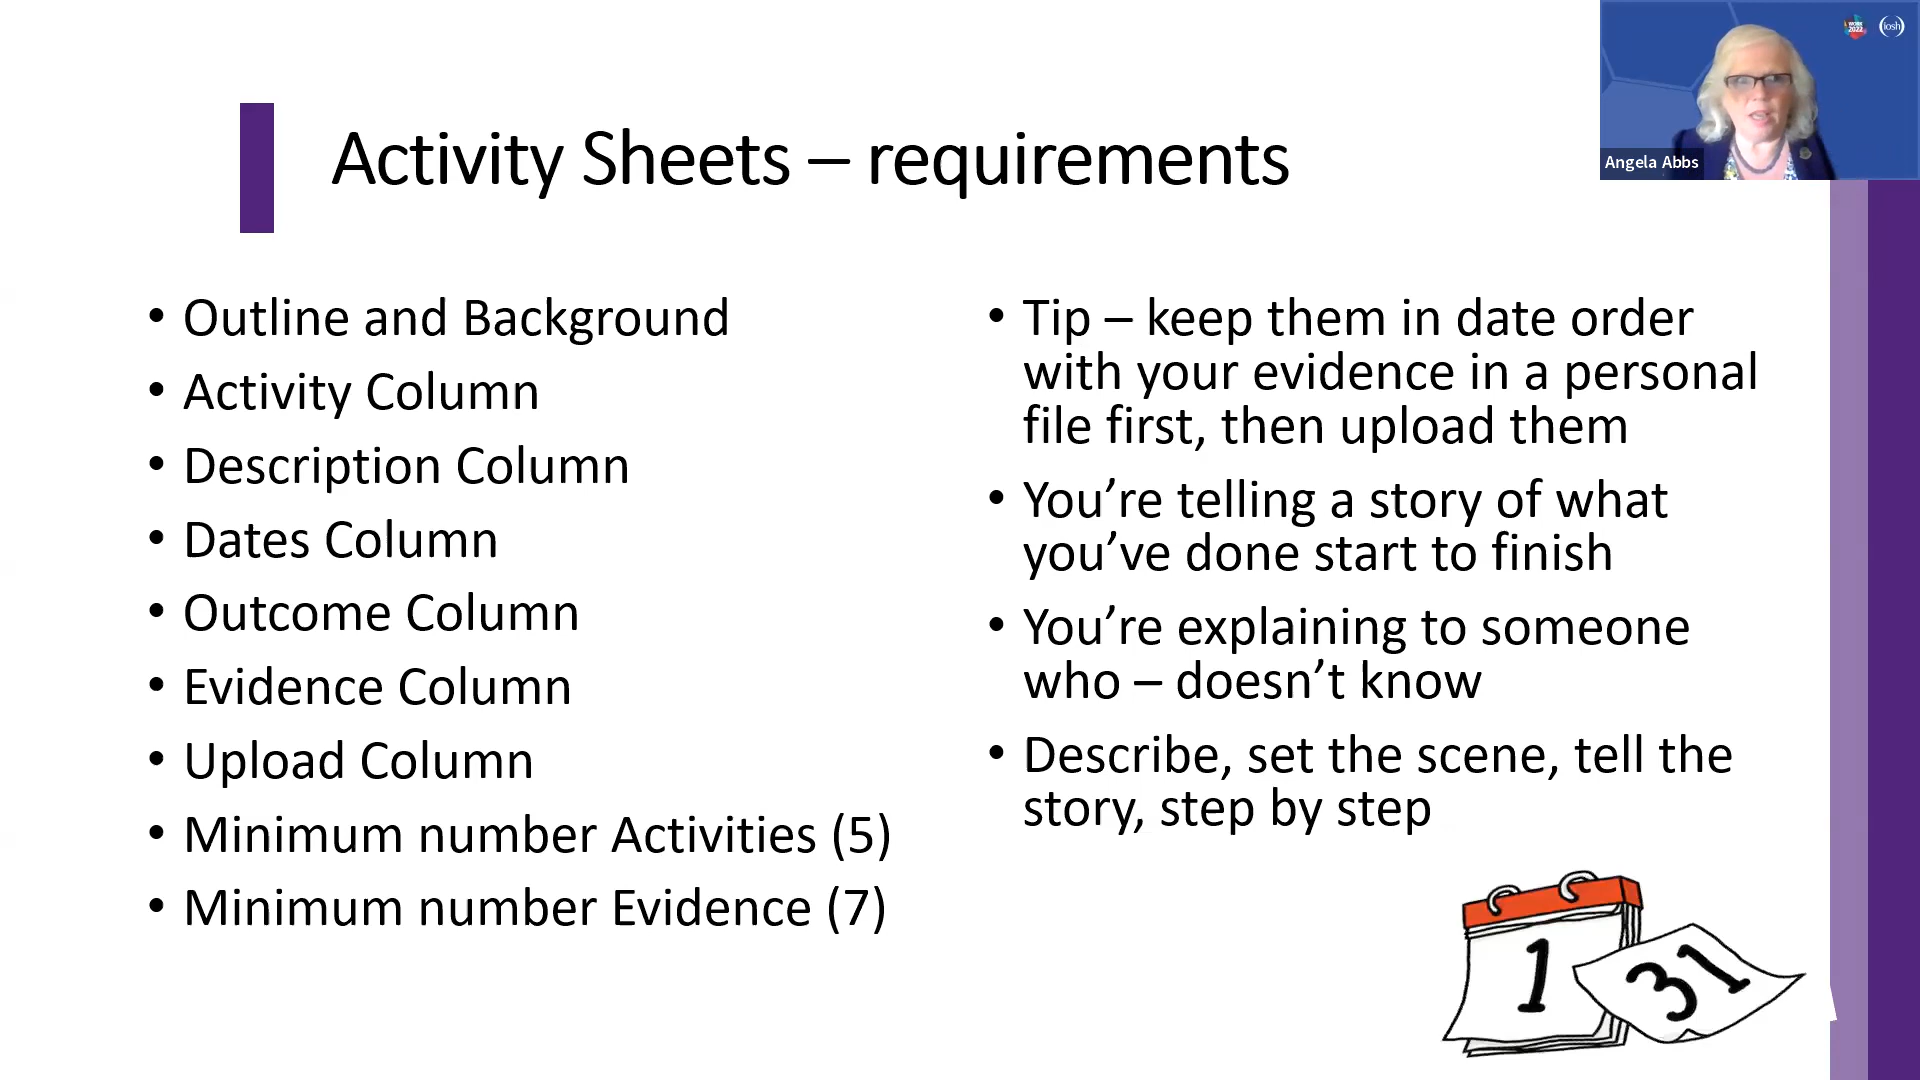 Activity Sheets – requirements
WORK
2022
iosh
Angela Abbs
• Outline and Background
• Activity Column
• Description Column
• Dates Column
• Outcome Column
• Evidence Column
• Upload Column
• Minimum number Activities (5)
• Minimum number Evidence (7)
• Tip – keep them in date order
with your evidence in a personal
file first, then upload them
• You’re telling a story of what
you’ve done start to finish
• You’re explaining to someone
who – doesn’t know
• Describe, set the scene, tell the
story, step by step
1
31